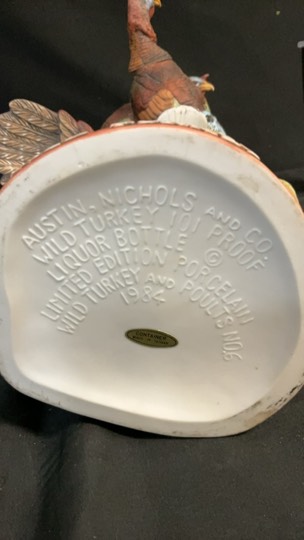 AUSTIN, NICHOLS AND CO.
WILD TURKEY 101 PROOF
LIQUOR BOTTLE ©
LIMITED EDITION PORCELAIN
WILD TURKEY AND POULTS NO.6
1984
CONTAINER